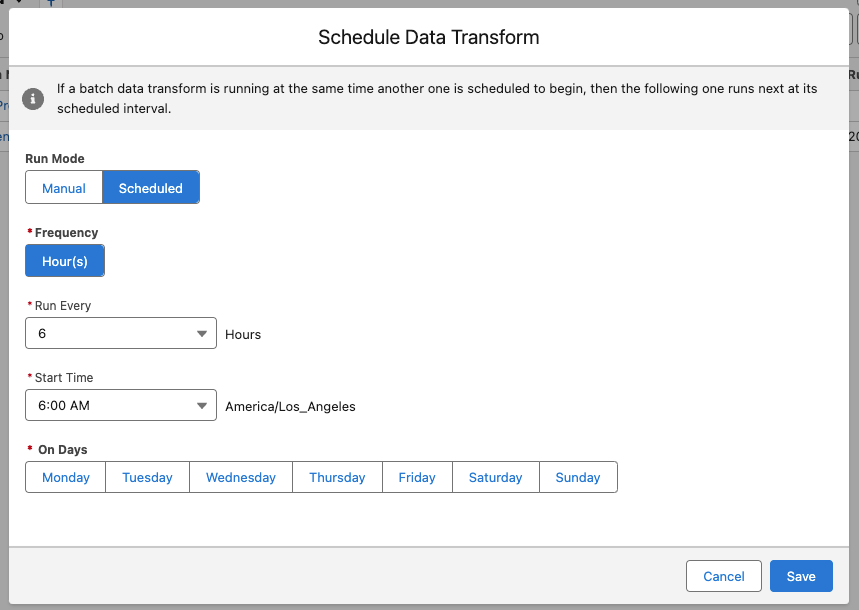 Schedule Data Transform
If a batch data transform is running at the same time another one is scheduled to begin, then the following one runs next at its
scheduled interval.
Run Mode
Manual Scheduled
* Frequency
Hour(s)
* Run Every
6 Hours
* Start Time
6:00 AM America/Los_Angeles
* On Days
Monday Tuesday Wednesday Thursday Friday Saturday Sunday
Cancel Save